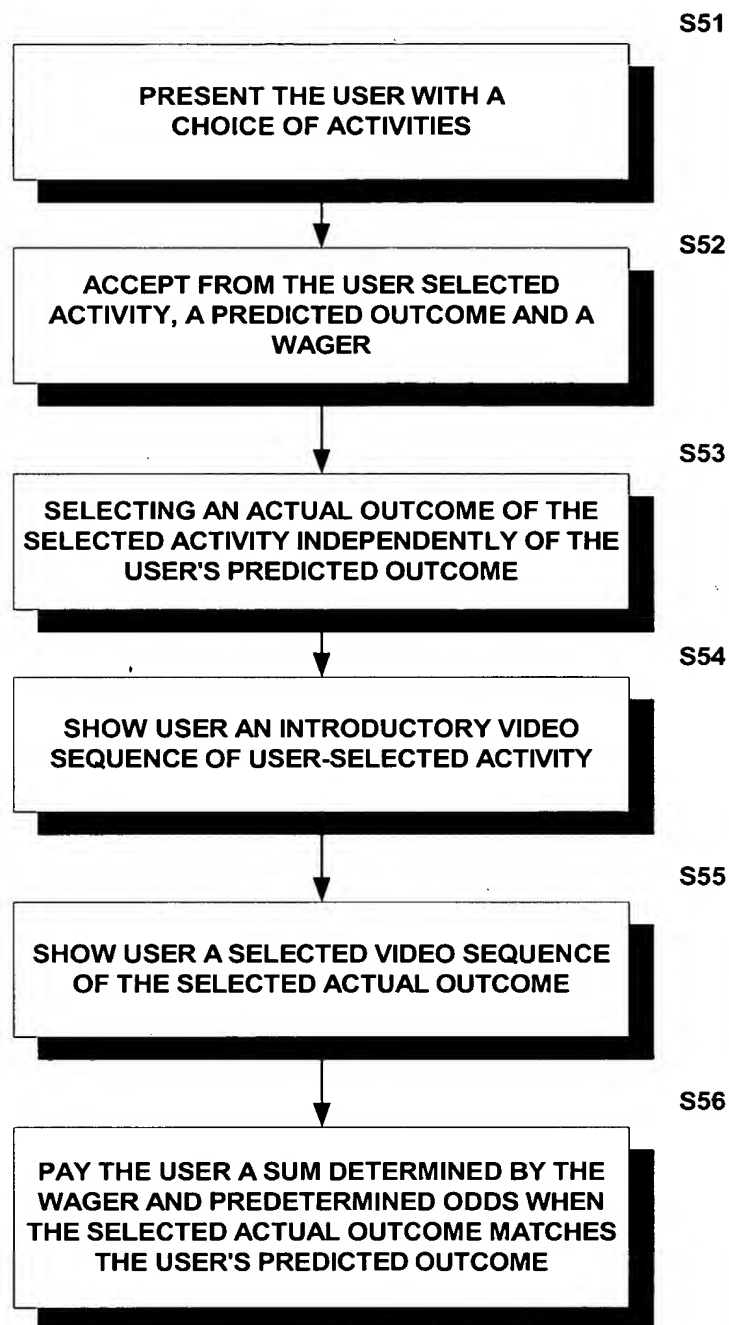 S51
PRESENT THE USER WITH A
CHOICE OF ACTIVITIES
S52
ACCEPT FROM THE USER SELECTED
ACTIVITY, A PREDICTED OUTCOME AND A
WAGER
S53
SELECTING AN ACTUAL OUTCOME OF THE
SELECTED ACTIVITY INDEPENDENTLY OF THE
USER'S PREDICTED OUTCOME
S54
SHOW USER AN INTRODUCTORY VIDEO
SEQUENCE OF USER-SELECTED ACTIVITY
S55
SHOW USER A SELECTED VIDEO SEQUENCE
OF THE SELECTED ACTUAL OUTCOME
S56
PAY THE USER A SUM DETERMINED BY THE
WAGER AND PREDETERMINED ODDS WHEN
THE SELECTED ACTUAL OUTCOME MATCHES
THE USER'S PREDICTED OUTCOME